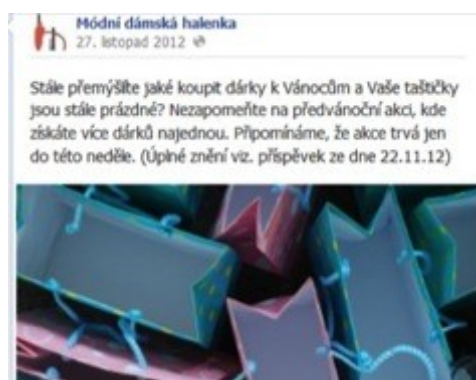 Módní dámská halenka
27. listopad 2012
Stále přemýšlíte jaké koupit dárky k Vánocům a Vaše taštičky
jsou stále prázdné? Nezapomeňte na předvánoční akci, kde
získáte více dárků najednou. Připomínáme, že akce trvá jen
do této neděle. (Úplné znění viz. příspěvek ze dne 22.11.12)